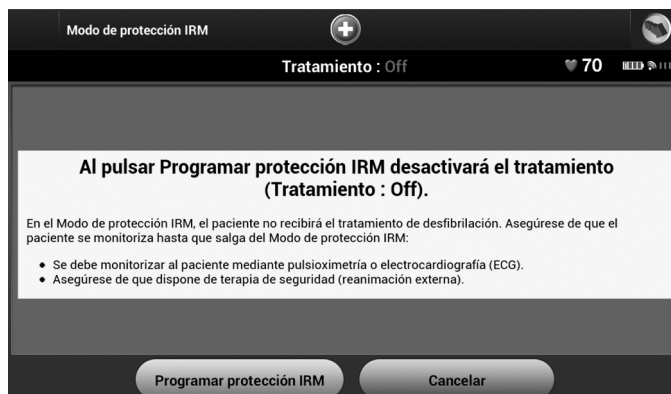 Modo de protección IRM
Tratamiento : Off
70
Al pulsar Programar protección IRM desactivará el tratamiento
(Tratamiento : Off).
En el Modo de protección IRM, el paciente no recibirá el tratamiento de desfibrilación. Asegúrese de que el
paciente se monitoriza hasta que salga del Modo de protección IRM:
• Se debe monitorizar al paciente mediante pulsioximetría o electrocardiografía (ECG).
• Asegúrese de que dispone de terapia de seguridad (reanimación externa).
Programar protección IRM
Cancelar